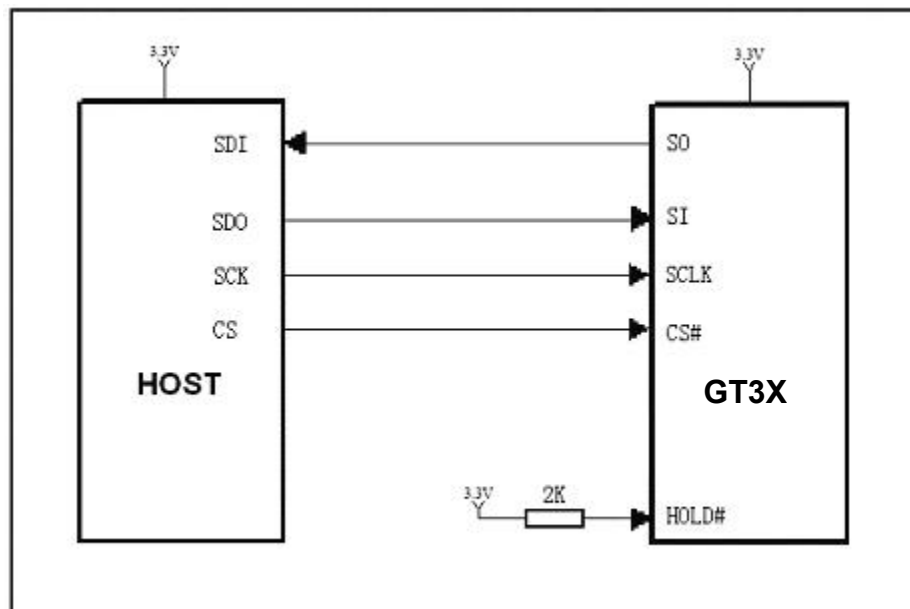 3.3V
3.3V
SDI
SO
SDO
SI
SCK
SCLK
CS
CS#
HOST
GT3X
3.3V
2K
HOLD#